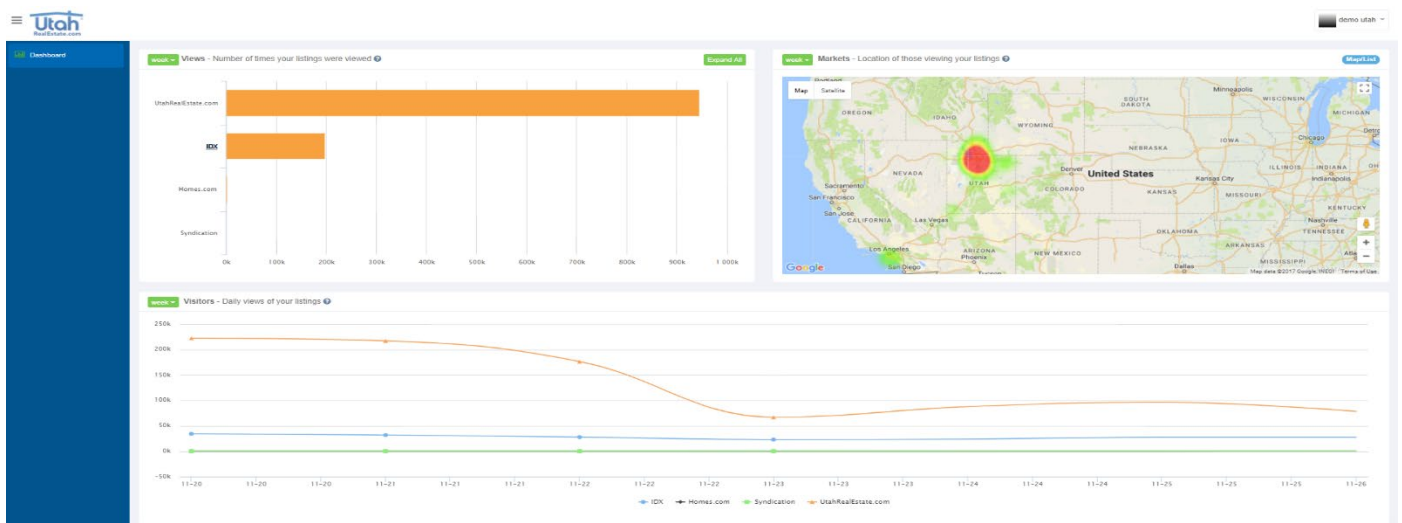 Utah
RealEstate.com
demo utah
Dashboard
week Views - Number of times your listings were viewed
Expand All
UtahRealEstate.com
IDX
Homes.com
Syndication
0k 100k 200k 300k 400k 500k 600k 700k 800k 900k 1 000k
week Markets - Location of those viewing your listings
Map/List
Map Satellite
Minneapolis
SOUTH
DAKOTA
WISCONSIN
OREGON
IDAHO
MICHIGAN
WYOMING
IOWA
Chicago
NEBRASKA
NEVADA
UTAH
Denver
United States
ILLINOIS INDIANA OH
Kansas City
Indianapolis
Sacramento
COLORADO
KANSAS
MISSOURI
San Francisco
San Jose
KENTUCKY
CALIFORNIA
Las Vegas
Nashville
OKLAHOMA
TENNESSEE
ARKANSAS
Los Angeles
ARIZONA
NEW MEXICO
Phoenix
MISSISSIPPI
Dallas
San Diego
Google
Map data ©2017 Google, INEGI Terms of Use
week Visitors - Daily views of your listings
250k
200k
150k
100k
50k
0k
-50k
11-20 11-20 11-20 11-21 11-21 11-21 11-22 11-22 11-22 11-23 11-23 11-23 11-24 11-24 11-24 11-25 11-25 11-25 11-26
IDX Homes.com Syndication UtahRealEstate.com